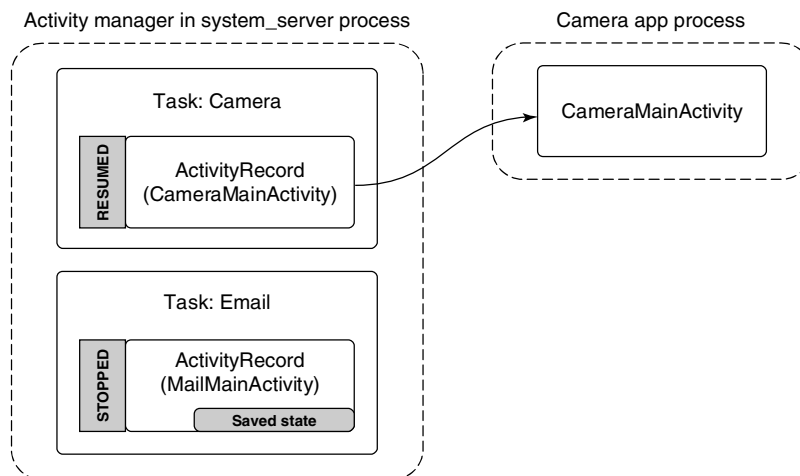 Activity manager in system_server process
Camera app process
Task: Camera
RESUMED
ActivityRecord
(CameraMainActivity)
CameraMainActivity
Task: Email
STOPPED
ActivityRecord
(MailMainActivity)
Saved state